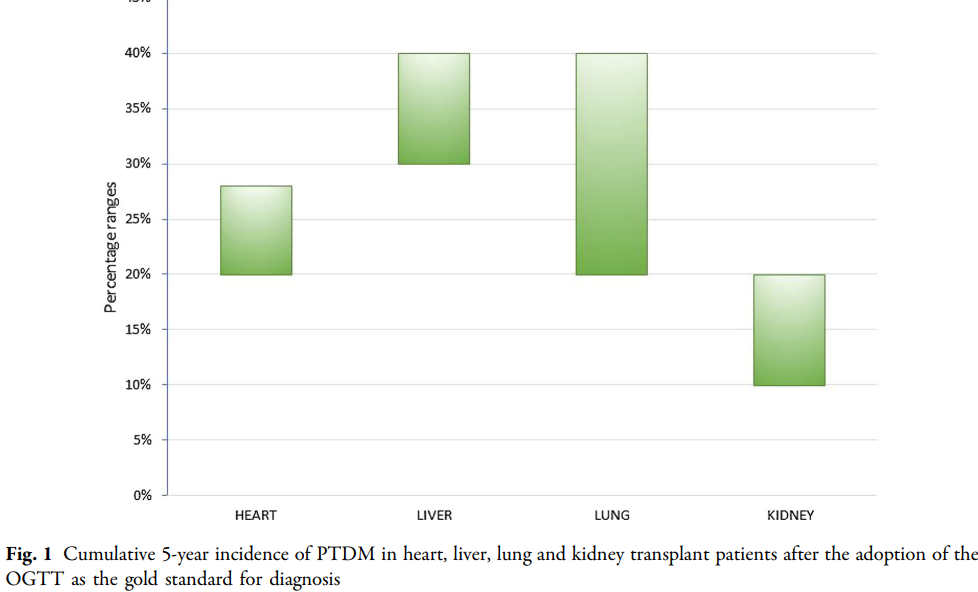 40%
35%
30%
25%
20%
15%
10%
5%
0%
Percentage ranges
HEART LIVER LUNG KIDNEY
Fig. 1 Cumulative 5-year incidence of PTDM in heart, liver, lung and kidney transplant patients after the adoption of the
OGTT as the gold standard for diagnosis